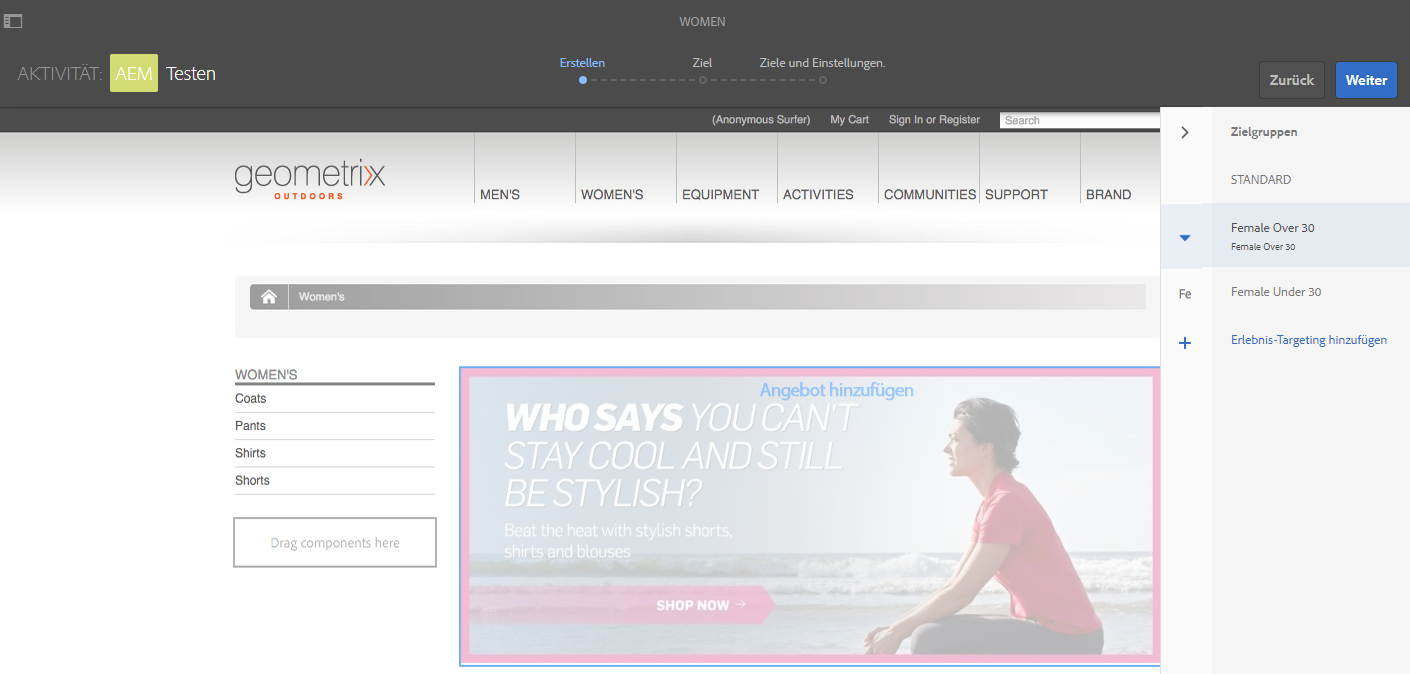 WOMEN
AKTIVITÄT: AEM Testen
Erstellen
Ziel
Ziele und Einstellungen.
Zurück
Weiter
(Anonymous Surfer)
My Cart
Sign In or Register
Search
geometrixx
OUTDOORS
MEN'S
WOMEN'S
EQUIPMENT
ACTIVITIES
COMMUNITIES
SUPPORT
BRAND
Women's
WOMEN'S
Coats
Pants
Shirts
Shorts
Drag components here
Angebot hinzufügen
WHO SAYS YOU CAN'T
STAY COOL AND STILL
BE STYLISH?
Beat the heat with stylish shorts,
shirts and blouses
SHOP NOW →
Zielgruppen
STANDARD
Female Over 30
Female Over 30
Fe
Female Under 30
Erlebnis-Targeting hinzufügen